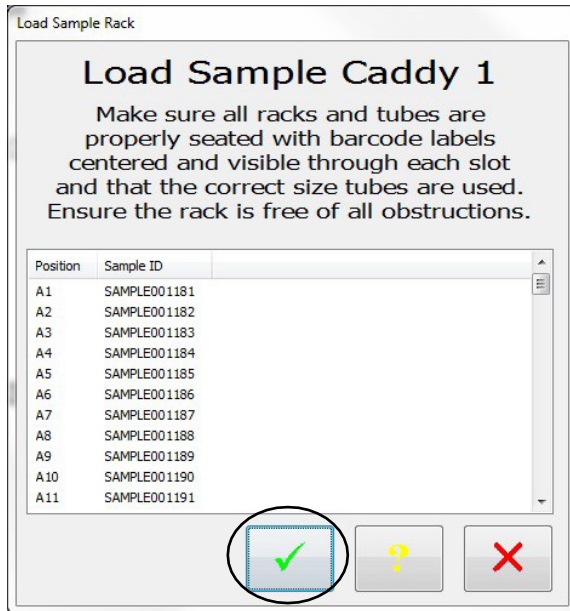 Load Sample Rack
Load Sample Caddy 1
Make sure all racks and tubes are
properly seated with barcode labels
centered and visible through each slot
and that the correct size tubes are used.
Ensure the rack is free of all obstructions.
Position Sample ID
A1 SAMPLE001181
A2 SAMPLE001182
A3 SAMPLE001183
A4 SAMPLE001184
A5 SAMPLE001185
A6 SAMPLE001186
A7 SAMPLE001187
A8 SAMPLE001188
A9 SAMPLE001189
A10 SAMPLE001190
A11 SAMPLE001191
?